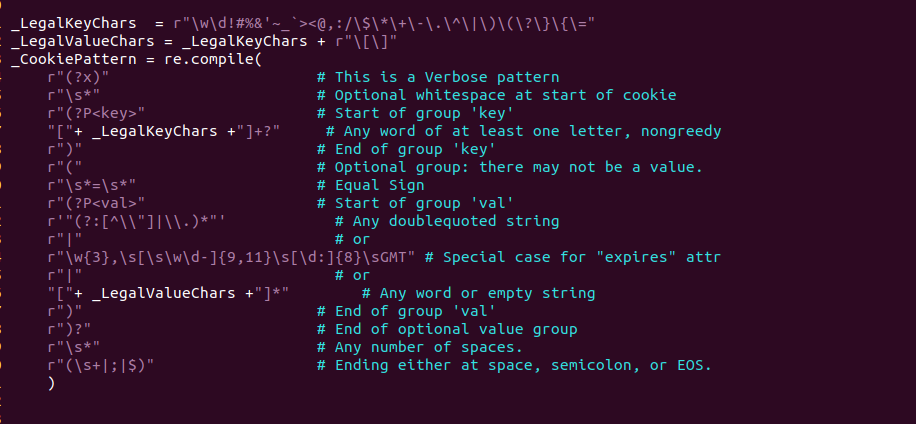 _LegalKeyChars  = r"\w\d!#%&'~_`><@,:/\$\*\+\-\.\^\|\)\(\?\}\{\="
_LegalValueChars = _LegalKeyChars + r"\[\]"
_CookiePattern = re.compile(
    r"(?x)"                       # This is a Verbose pattern
    r"\s*"                        # Optional whitespace at start of cookie
    r"(?P<key>"                   # Start of group 'key'
    "["+ _LegalKeyChars +"]+?"     # Any word of at least one letter, nongreedy
    r")"                          # End of group 'key'
    r"("                          # Optional group: there may not be a value.
    r"\s*=\s*"                    # Equal Sign
    r"(?P<val>"                   # Start of group 'val'
    r'"(?:[^\\"]|\\.)*"'            # Any doublequoted string
    r"|"                            # or
    r"\w{3},\s[\s\w\d-]{9,11}\s[\d:]{8}\sGMT" # Special case for "expires" attr
    r"|"                            # or
    "["+ _LegalValueChars +"]*"        # Any word or empty string
    r")"                          # End of group 'val'
    r")?"                         # End of optional value group
    r"\s*"                        # Any number of spaces.
    r"(\s+|;|$)"                  # Ending either at space, semicolon, or EOS.
    )